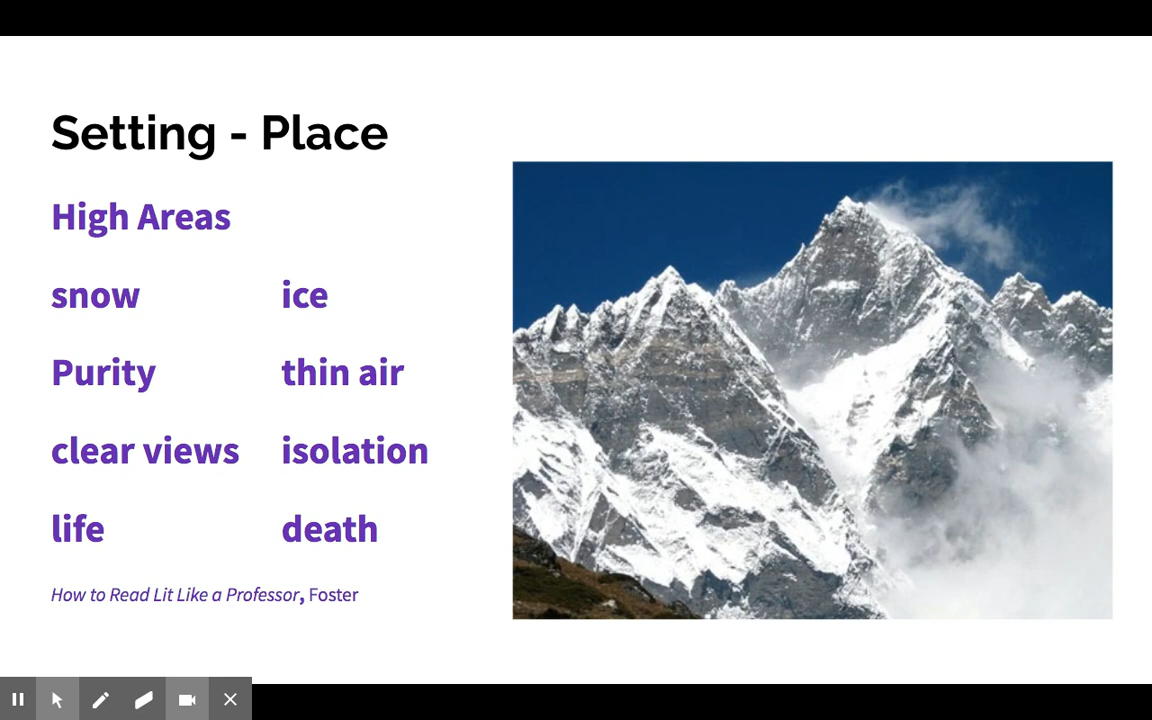 Setting - Place
High Areas
snow ice
Purity thin air
clear views isolation
life death
How to Read Lit Like a Professor, Foster